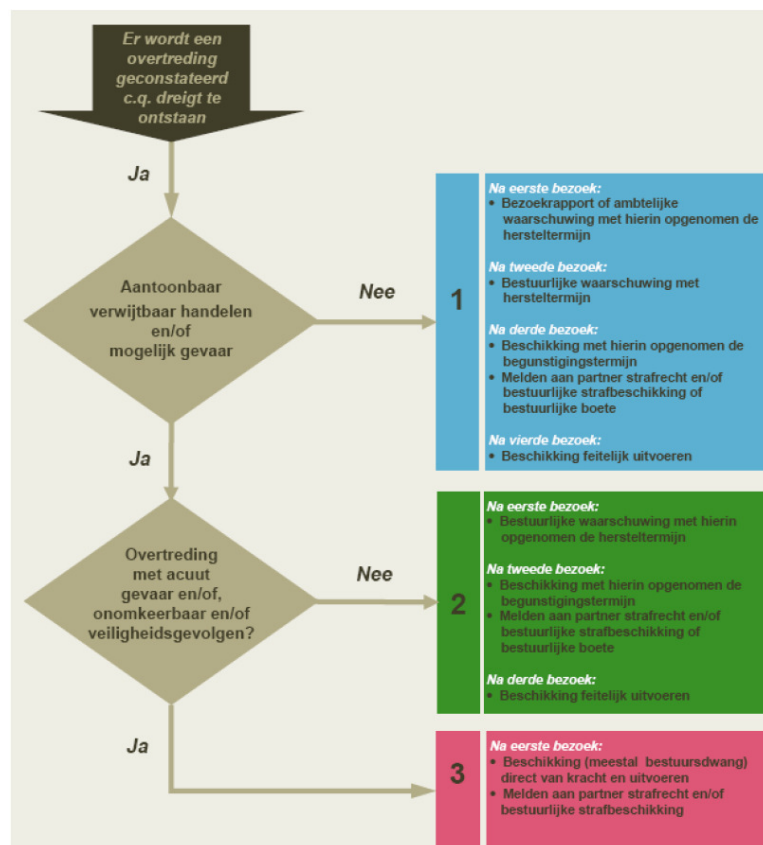 Er wordt een
overtreding
geconstateerd
c.q. dreigt te
ontstaan
Ja
Aantoonbaar
verwijtbaar handelen
en/of
mogelijk gevaar
Nee
1
Na eerste bezoek:
• Bezoekrapport of ambtelijke
waarschuwing met hierin opgenomen de
hersteltermijn
Na tweede bezoek:
• Bestuurlijke waarschuwing met
hersteltermijn
Na derde bezoek:
• Beschikking met hierin opgenomen de
begunstigingstermijn
• Melden aan partner strafrecht en/of
bestuurlijke strafbeschikking of
bestuurlijke boete
Na vierde bezoek:
• Beschikking feitelijk uitvoeren
Ja
Overtreding
met acuut
gevaar en/of,
onomkeerbaar en/of
veiligheidsgevolgen?
Nee
2
Na eerste bezoek:
• Bestuurlijke waarschuwing met hierin
opgenomen de hersteltermijn
Na tweede bezoek:
• Beschikking met hierin opgenomen de
begunstigingstermijn
• Melden aan partner strafrecht en/of
bestuurlijke strafbeschikking of
bestuurlijke boete
Na derde bezoek:
• Beschikking feitelijk uitvoeren
Ja
3
Na eerste bezoek:
• Beschikking (meestal bestuursdwang)
direct van kracht en uitvoeren
• Melden aan partner strafrecht en/of
bestuurlijke strafbeschikking